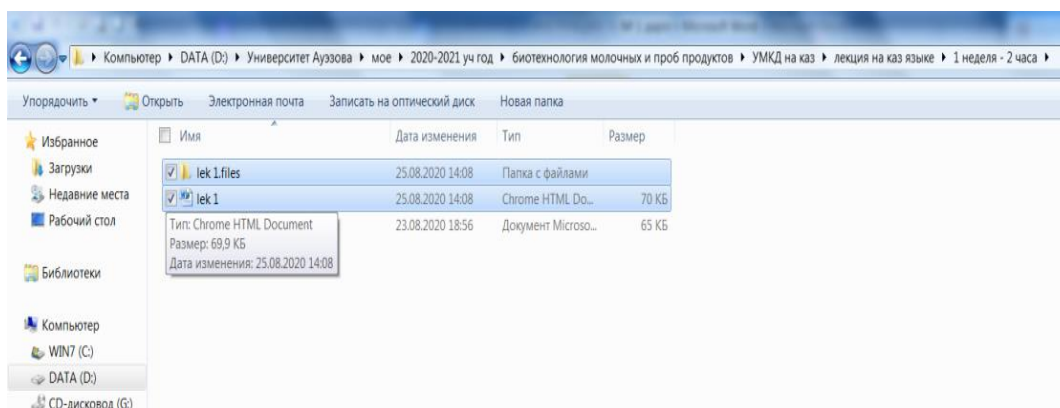 Компьютер ▸ DATA (D:) ▸ Университет Ауэзова ▸ мое ▸ 2020-2021 уч год ▸ биотехнология молочных и проб продуктов ▸ УМКД на каз ▸ лекция на каз языке ▸ 1 неделя - 2 часа ▸
Упорядочить Открыть Электронная почта Записать на оптический диск Новая папка
Избранное
Загрузки
Недавние места
Рабочий стол
Библиотеки
Компьютер
WIN7 (C:)
DATA (D:)
CD-дисковод (G:)
Имя Дата изменения Тип Размер
lek 1.files 25.08.2020 14:08 Папка с файлами
lek 1 25.08.2020 14:08 Chrome HTML Do... 70 КБ
23.08.2020 18:56 Документ Microso... 65 КБ
Тип: Chrome HTML Document
Размер: 69,9 КБ
Дата изменения: 25.08.2020 14:08